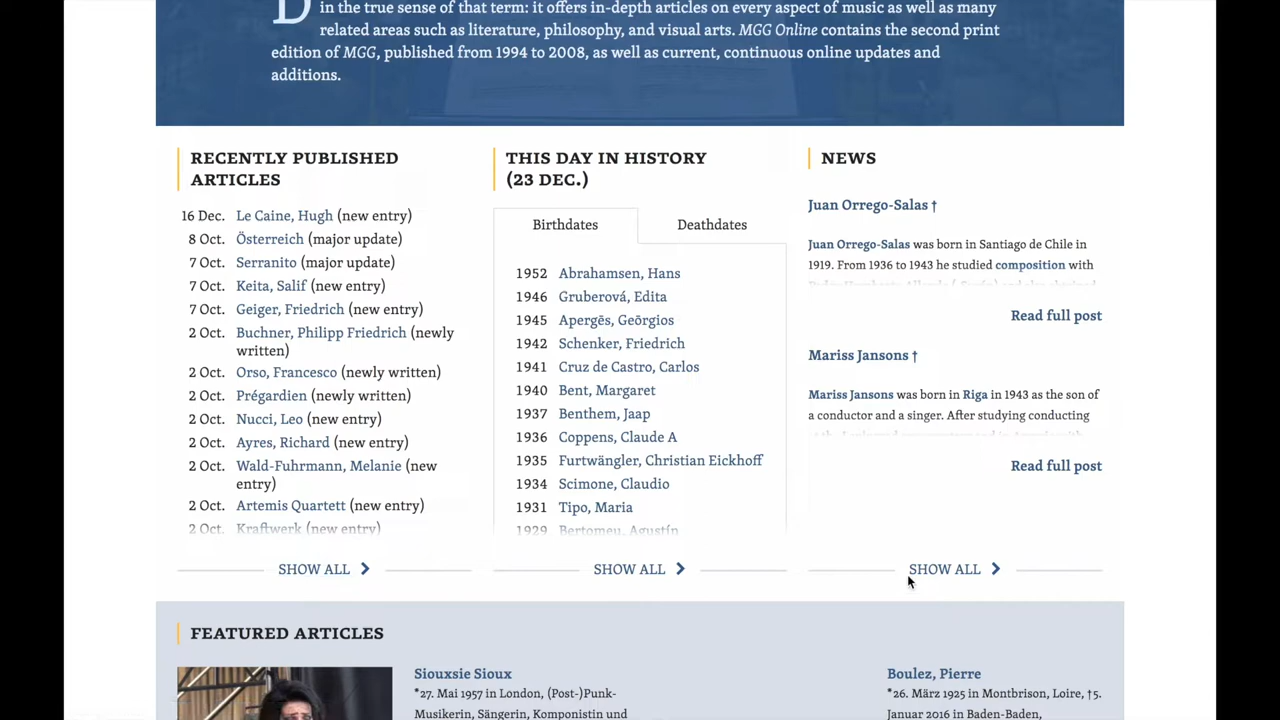 D
in the true sense of that term: it offers in-depth articles on every aspect of music as well as many
related areas such as literature, philosophy, and visual arts. MGG Online contains the second print
edition of MGG, published from 1994 to 2008, as well as current, continuous online updates and
additions.
RECENTLY PUBLISHED
ARTICLES
16 Dec. Le Caine, Hugh (new entry)
8 Oct. Österreich (major update)
7 Oct. Serranito (major update)
7 Oct. Keita, Salif (new entry)
7 Oct. Geiger, Friedrich (new entry)
2 Oct. Buchner, Philipp Friedrich (newly
written)
2 Oct. Orso, Francesco (newly written)
2 Oct. Prégardien (newly written)
2 Oct. Nucci, Leo (new entry)
2 Oct. Ayres, Richard (new entry)
2 Oct. Wald-Fuhrmann, Melanie (new
entry)
2 Oct. Artemis Quartett (new entry)
2 Oct. Kraftwerk (new entry)
SHOW ALL
THIS DAY IN HISTORY
(23 DEC.)
Birthdates Deathdates
1952 Abrahamsen, Hans
1946 Gruberová, Edita
1945 Apergēs, Geōrgios
1942 Schenker, Friedrich
1941 Cruz de Castro, Carlos
1940 Bent, Margaret
1937 Benthem, Jaap
1936 Coppens, Claude A
1935 Furtwängler, Christian Eickhoff
1934 Scimone, Claudio
1931 Tipo, Maria
1929 Bertomeu, Agustín
SHOW ALL
NEWS
Juan Orrego-Salas †
Juan Orrego-Salas was born in Santiago de Chile in
1919. From 1936 to 1943 he studied composition with
Read full post
Mariss Jansons †
Mariss Jansons was born in Riga in 1943 as the son of
a conductor and a singer. After studying conducting
Read full post
SHOW ALL
FEATURED ARTICLES
Siouxsie Sioux
*27. Mai 1957 in London, (Post-)Punk-
Musikerin, Sängerin, Komponistin und
Boulez, Pierre
*26. März 1925 in Montbrison, Loire, †5.
Januar 2016 in Baden-Baden,